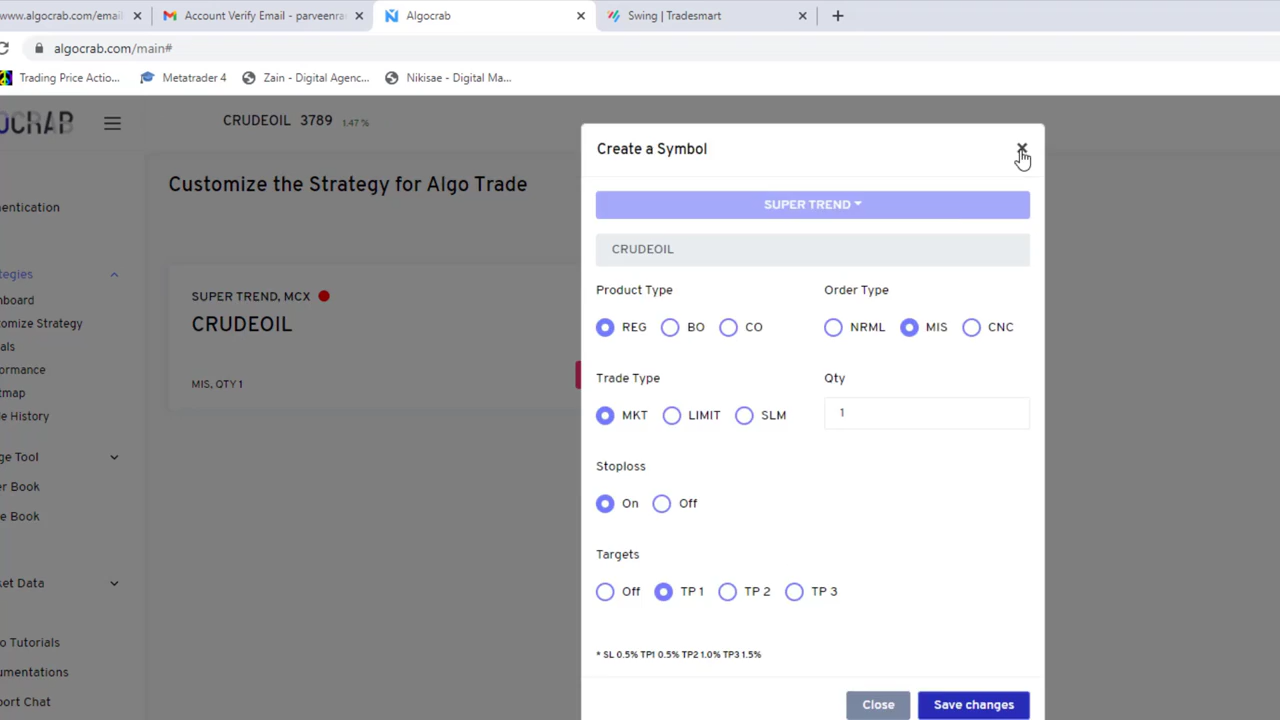 www.algocrab.com/email
Account Verify Email - parveenra
Algocrab
Swing | Tradesmart
algocrab.com/main#
Trading Price Actio...
Metatrader 4
Zain - Digital Agenc...
Nikisae - Digital Ma...
OCRAB
CRUDEOIL 3789 1.47 %
Create a Symbol
Customize the Strategy for Algo Trade
SUPER TREND
entication
CRUDEOIL
tegies
Product Type
Order Type
SUPER TREND, MCX
board
CRUDEOIL
REG BO CO
NRML MIS CNC
omize Strategy
als
ormance
MIS, QTY 1
Trade Type
Qty
tmap
e History
MKT LIMIT SLM
1
ge Tool
Stoploss
er Book
On Off
e Book
Targets
ket Data
Off TP 1 TP 2 TP 3
o Tutorials
* SL 0.5% TP1 0.5% TP2 1.0% TP3 1.5%
umentations
port Chat
Close
Save changes